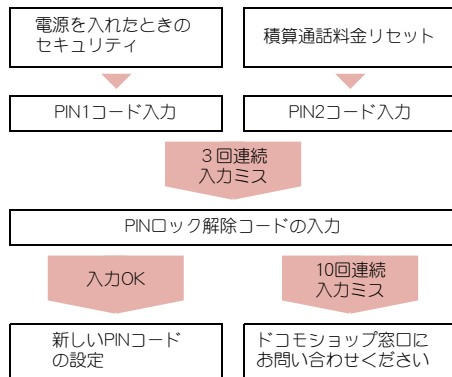 電源を入れたときの
セキュリティ
積算通話料金リセット
PIN1コード入力
PIN2コード入力
3回連続
入力ミス
PINロック解除コードの入力
入力OK
10回連続
入力ミス
新しいPINコード
の設定
ドコモショップ窓口に
お問い合わせください